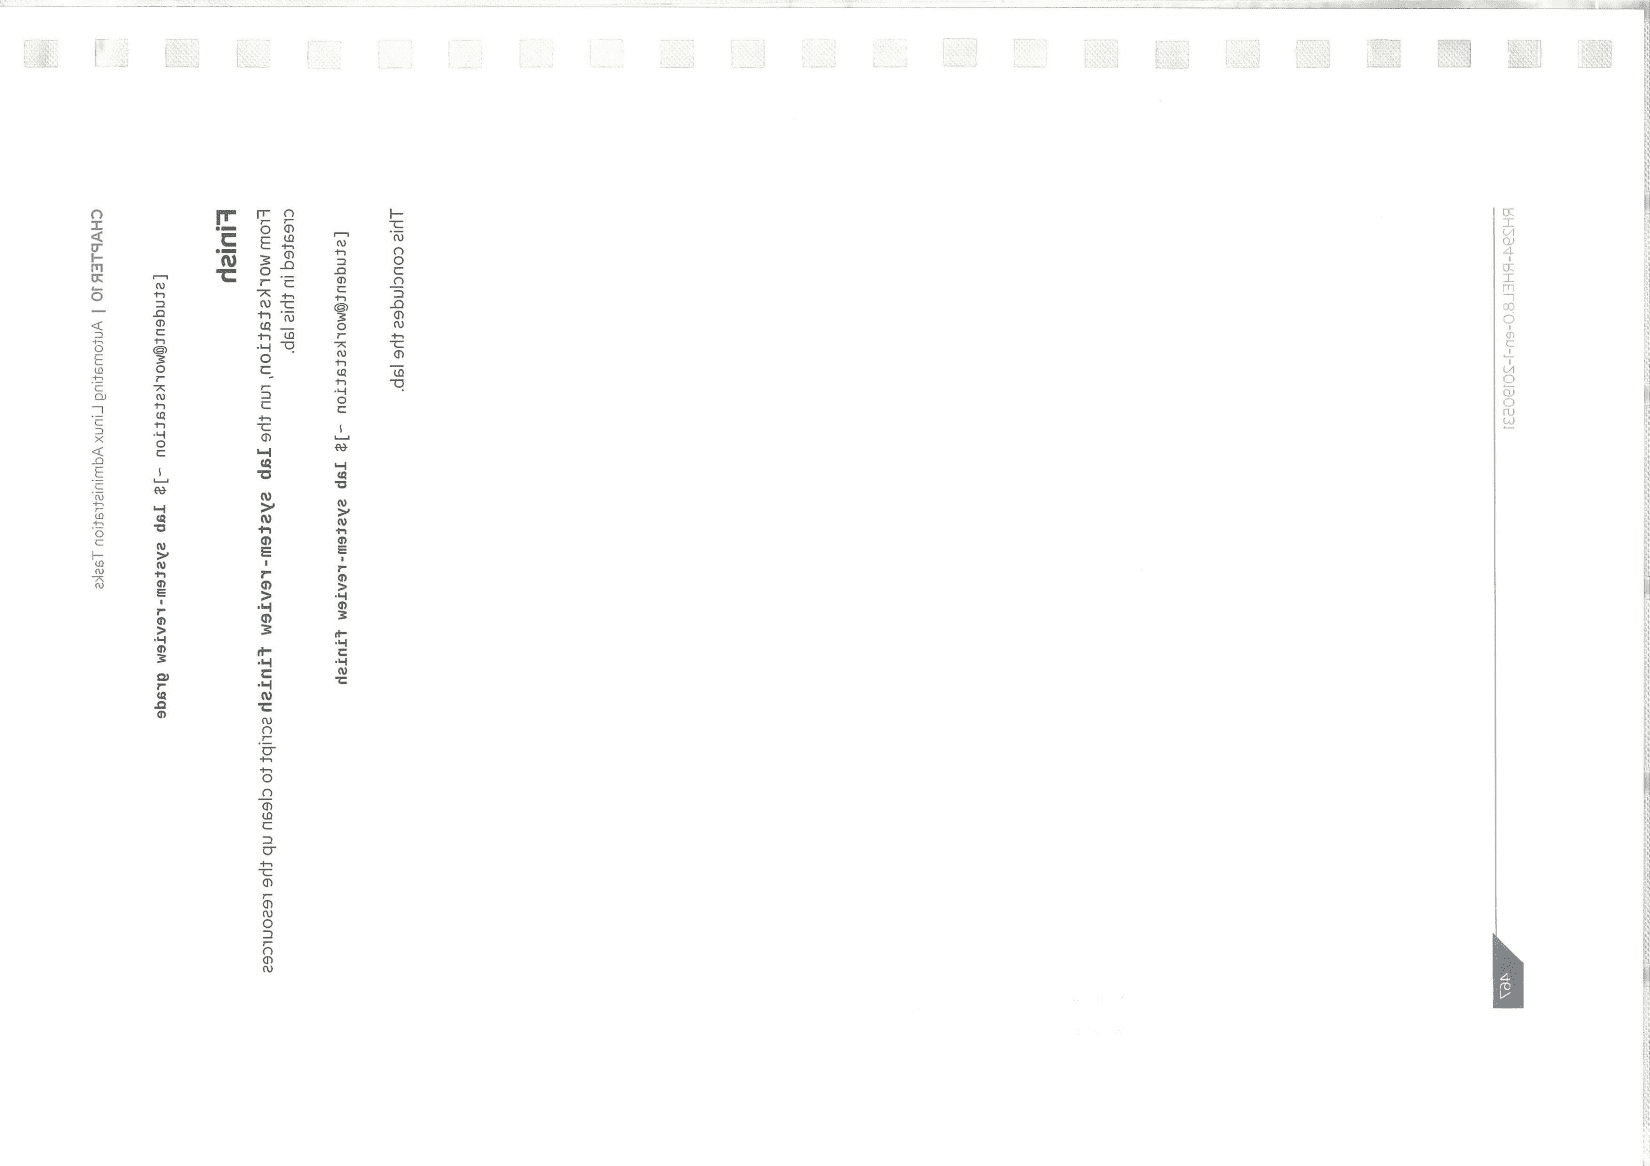 CHAPTER 10 | Automating Linux Administration Tasks
[student@workstation ~]$ lab system-review grade
Finish
From workstation, run the lab system-review finish script to clean up the resources
created in this lab.
[student@workstation ~]$ lab system-review finish
This concludes the lab.
RH294-RHEL8.0-en-1-20190531
467